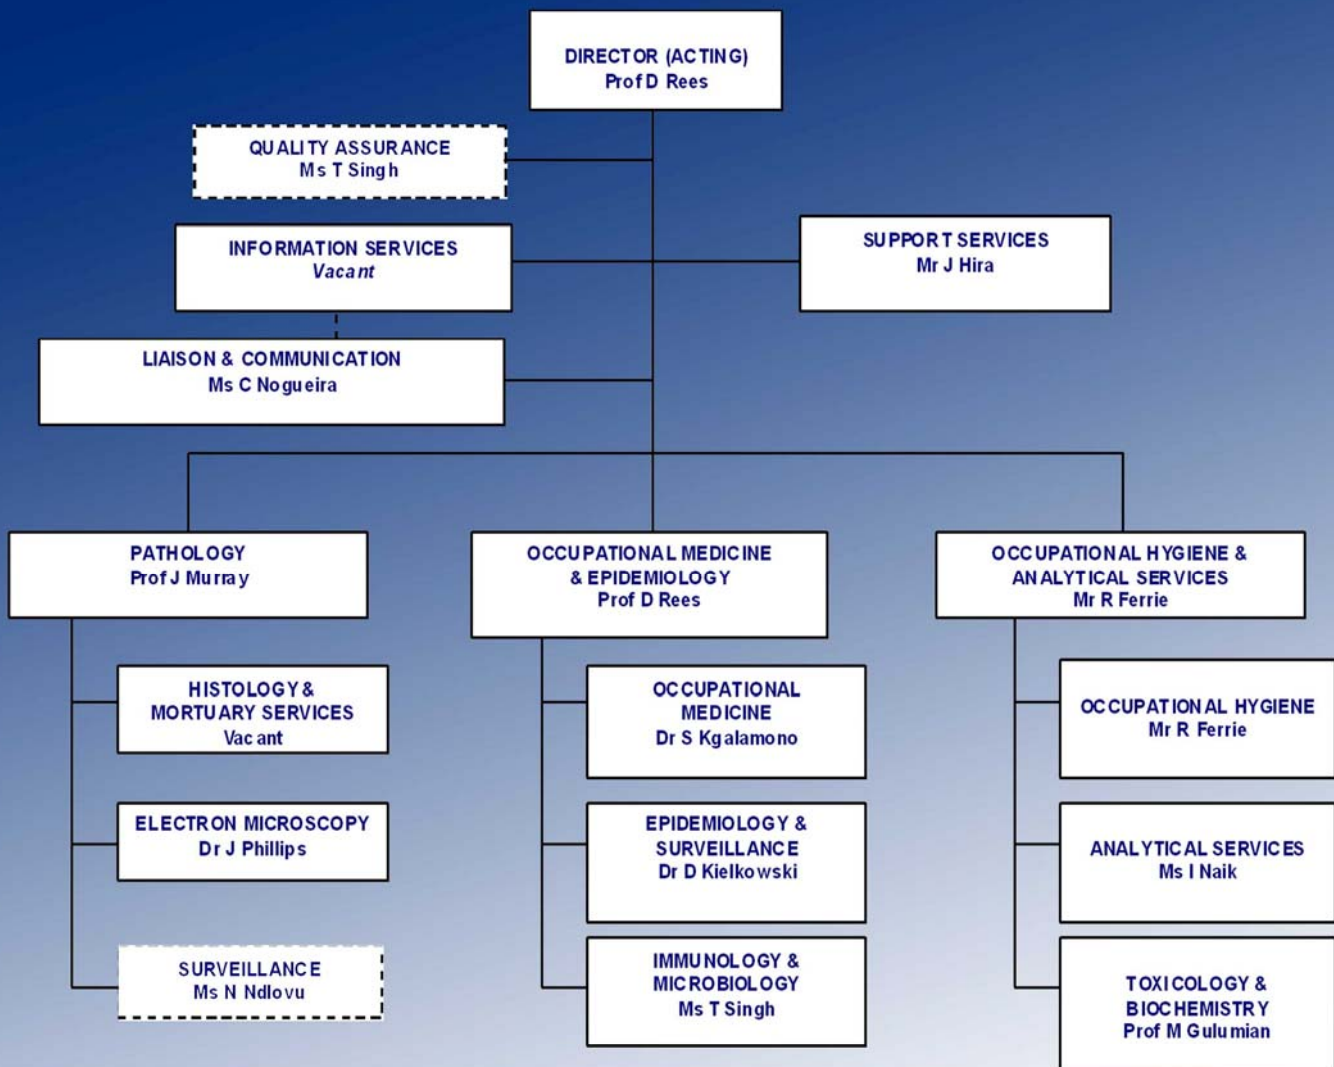 DIRECTOR (ACTING)
Prof D Rees
QUALITY ASSURANCE
Ms T Singh
INFORMATION SERVICES
Vacant
SUPPORT SERVICES
Mr J Hira
LIAISON & COMMUNICATION
Ms C Nogueira
PATHOLOGY
Prof J Murray
HISTOLOGY &
MORTUARY SERVICES
Vacant
ELECTRON MICROSCOPY
Dr J Phillips
SURVEILLANCE
Ms N Ndlovu
OCCUPATIONAL MEDICINE
& EPIDEMIOLOGY
Prof D Rees
OCCUPATIONAL
MEDICINE
Dr S Kgalamono
EPIDEMIOLOGY &
SURVEILLANCE
Dr D Kielkowski
IMMUNOLOGY &
MICROBIOLOGY
Ms T Singh
OCCUPATIONAL HYGIENE &
ANALYTICAL SERVICES
Mr R Ferrie
OCCUPATIONAL HYGIENE
Mr R Ferrie
ANALYTICAL SERVICES
Ms I Naik
TOXICOLOGY &
BIOCHEMISTRY
Prof M Gulumian